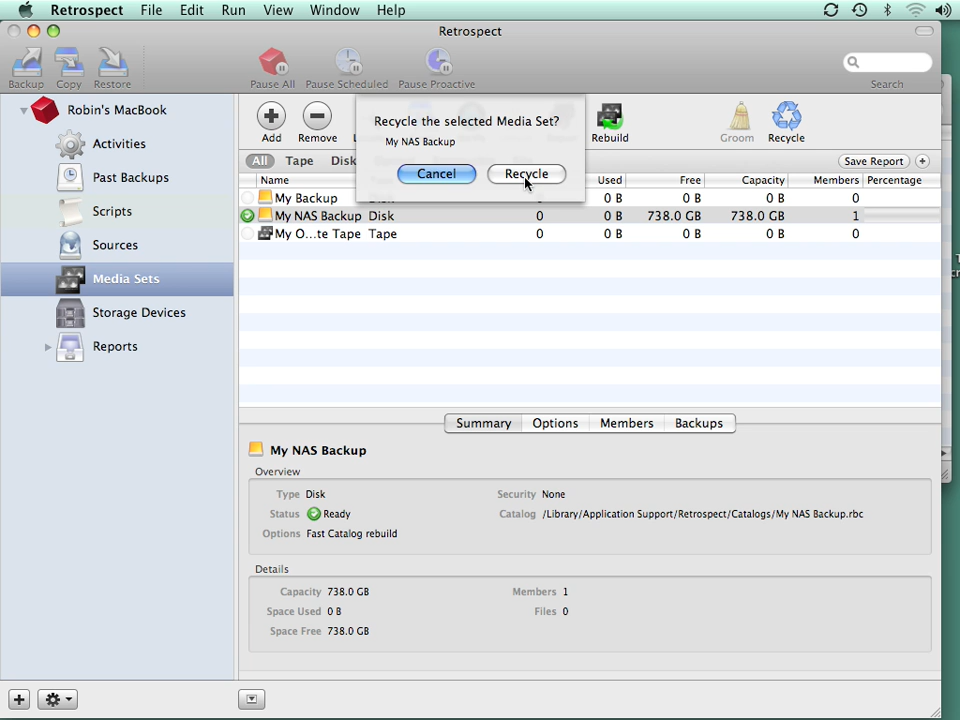 Retrospect File Edit Run View Window Help
Retrospect
Backup Copy Restore Pause All Pause Scheduled Pause Proactive Search
Robin's MacBook
Activities
Past Backups
Scripts
Sources
Media Sets
Storage Devices
Reports
Add Remove Rebuild Groom Recycle
Recycle the selected Media Set?
My NAS Backup
Cancel Recycle
All Tape Disk Save Report
Name Used Free Capacity Members Percentage
My Backup 0 B 0 B 0 B 0
My NAS Backup Disk 0 0 B 738.0 GB 738.0 GB 1
My O...te Tape Tape 0 0 B 0 B 0 B 0
Summary Options Members Backups
My NAS Backup
Overview
Type Disk Security None
Status Ready Catalog /Library/Application Support/Retrospect/Catalogs/My NAS Backup.rbc
Options Fast Catalog rebuild
Details
Capacity 738.0 GB Members 1
Space Used 0 B Files 0
Space Free 738.0 GB